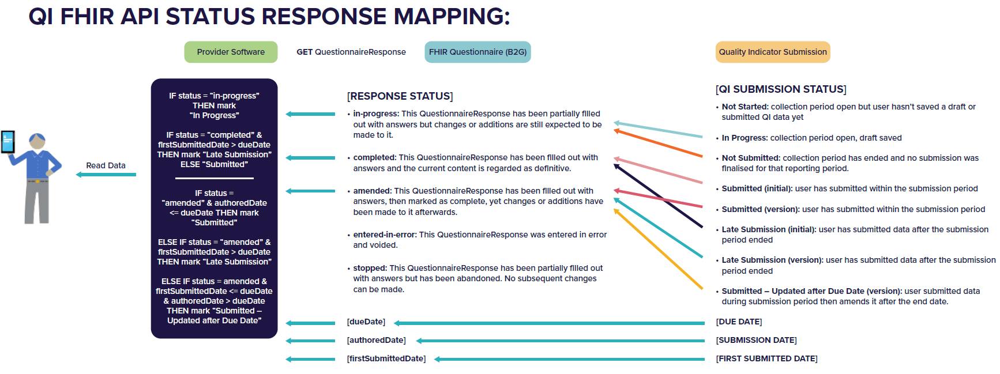 QI FHIR API STATUS RESPONSE MAPPING:
Provider Software
GET QuestionnaireResponse
FHIR Questionnaire (B2G)
Quality Indicator Submission
Read Data
IF status = “in-progress”
THEN mark
“In Progress”
IF status = “completed” &
firstSubmittedDate > dueDate
THEN mark “Late Submission”
ELSE “Submitted”
IF status =
“amended” & authoredDate
<= dueDate THEN mark
“Submitted”
ELSE IF status = “amended” &
firstSubmittedDate > dueDate
THEN mark “Late Submission”
ELSE IF status = amended &
firstSubmittedDate <= dueDate
& authoredDate > dueDate
THEN mark “Submitted –
Updated after Due Date”
[RESPONSE STATUS]
• in-progress: This QuestionnaireResponse has been partially filled
out with answers but changes or additions are still expected to be
made to it.
• completed: This QuestionnaireResponse has been filled out with
answers and the current content is regarded as definitive.
• amended: This QuestionnaireResponse has been filled out with
answers, then marked as complete, yet changes or additions have
been made to it afterwards.
• entered-in-error: This QuestionnaireResponse was entered in error
and voided.
• stopped: This QuestionnaireResponse has been partially filled out
with answers but has been abandoned. No subsequent changes
can be made.
[dueDate]
[authoredDate]
[firstSubmittedDate]
[QI SUBMISSION STATUS]
• Not Started: collection period open but user hasn’t saved a draft or
submitted QI data yet
• In Progress: collection period open, draft saved
• Not Submitted: collection period has ended and no submission was
finalised for that reporting period.
• Submitted (initial): user has submitted within the submission period
• Submitted (version): user has submitted within the submission period
• Late Submission (initial): user has submitted data after the submission
period ended
• Late Submission (version): user has submitted data after the submission
period ended
• Submitted – Updated after Due Date (version): user submitted data
during submission period then amends it after the end date.
[DUE DATE]
[SUBMISSION DATE]
[FIRST SUBMITTED DATE]